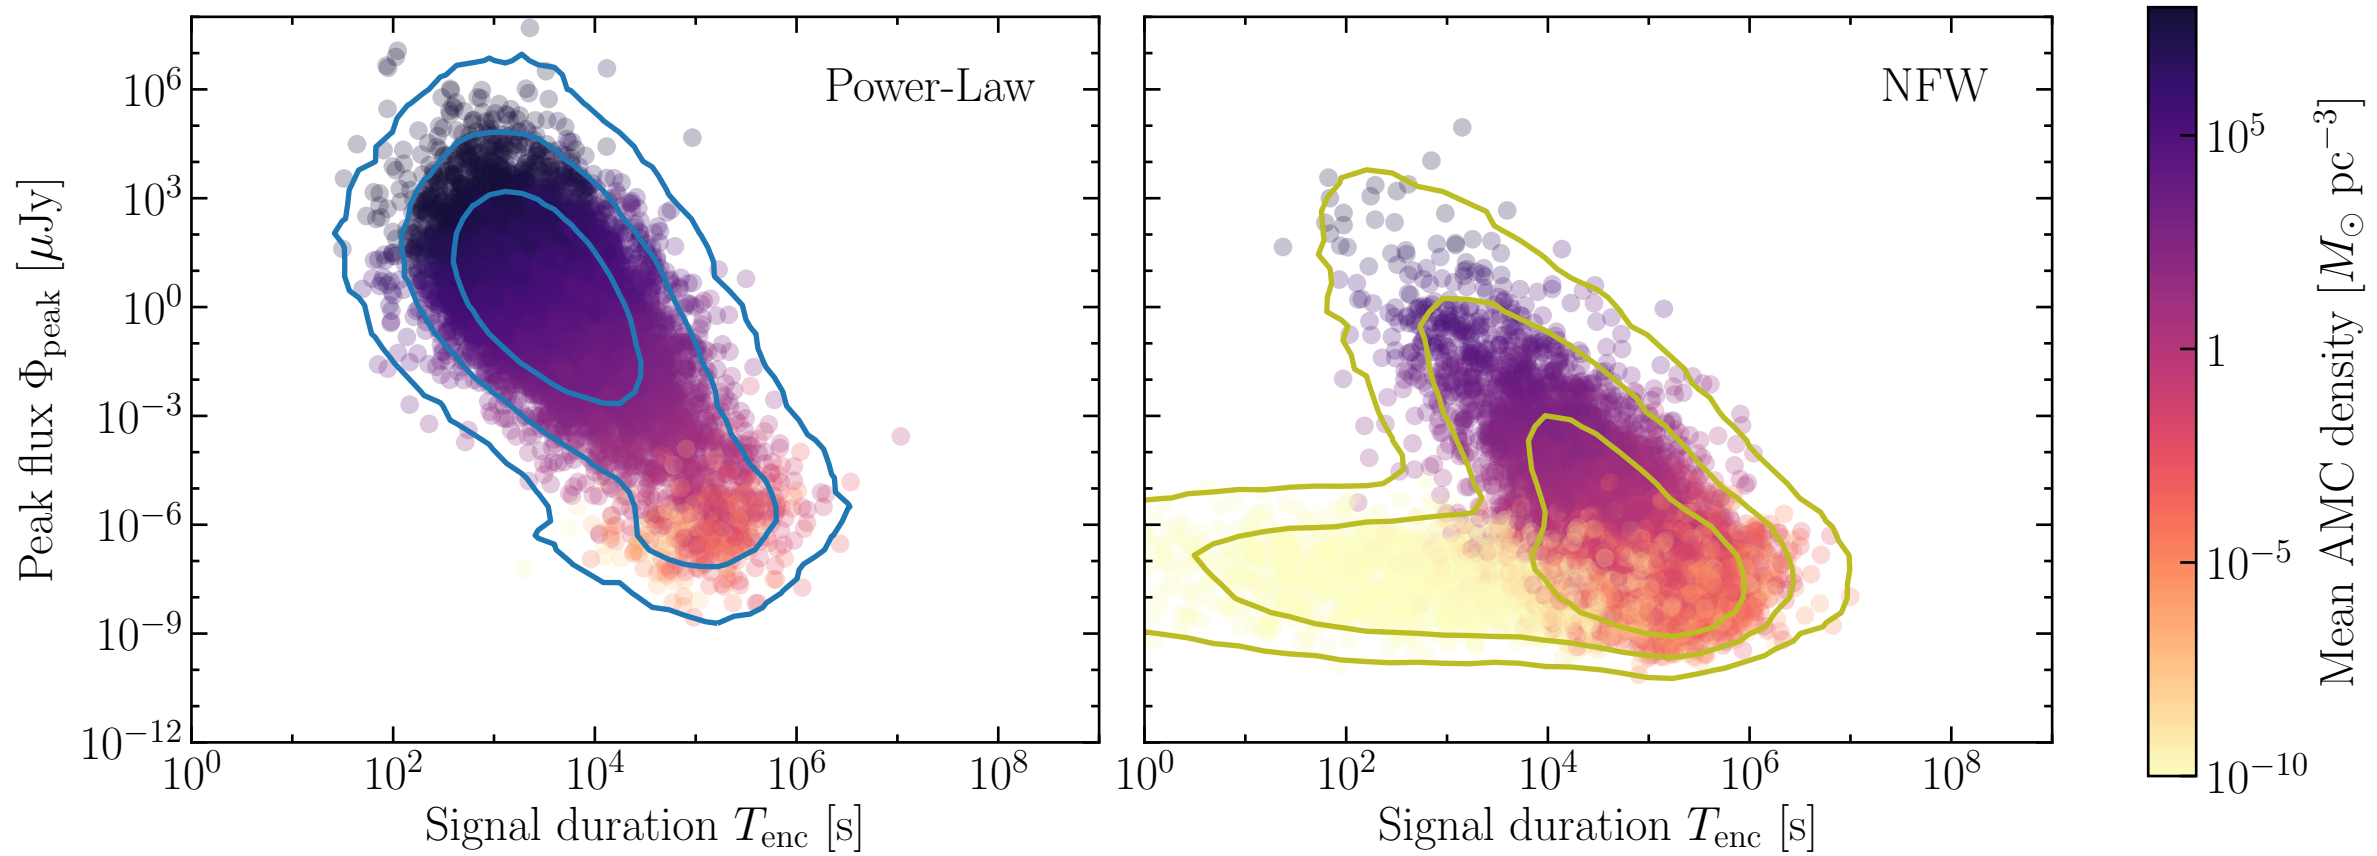 Power-Law
NFW
Peak flux Φ_peak [μJy]
10^6
10^3
10^0
10^−3
10^−6
10^−9
10^−12
10^0 10^2 10^4 10^6 10^8
Signal duration T_enc [s]
10^0 10^2 10^4 10^6 10^8
Signal duration T_enc [s]
10^5
1
10^−5
10^−10
Mean AMC density [M_⊙ pc^−3]